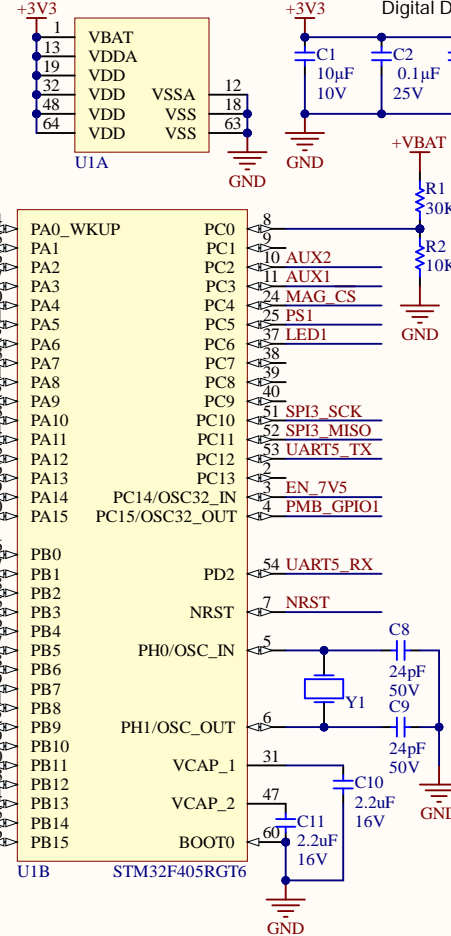 +3V3
1 VBAT
13 VDDA
19 VDD
32 VDD VSSA 12
48 VDD VSS 18
64 VDD VSS 63
U1A
GND
+3V3
Digital D
C1
10µF
10V
C2
0.1µF
25V
GND
+VBAT
R1
30K
R2
10K
GND
PA0_WKUP PC0 8
PA1 PC1 9
PA2 PC2 10 AUX2
PA3 PC3 11 AUX1
PA4 PC4 24 MAG_CS
PA5 PC5 25 PS1
PA6 PC6 37 LED1
PA7 PC7 38
PA8 PC8 39
PA9 PC9 40
PA10 PC10 51 SPI3_SCK
PA11 PC11 52 SPI3_MISO
PA12 PC12 53 UART5_TX
PA13 PC13 2
PA14 PC14/OSC32_IN 3 EN_7V5
PA15 PC15/OSC32_OUT 4 PMB_GPIO1
PB0
PB1 PD2 54 UART5_RX
PB2
PB3 NRST 7 NRST
PB4
PB5 PH0/OSC_IN 5
PB6
PB7
PB8
PB9 PH1/OSC_OUT 6
PB10
PB11 VCAP_1 31
PB12
PB13 VCAP_2 47
PB14
PB15 BOOT0 60
U1B STM32F405RGT6
C8
24pF
50V
Y1
C9
24pF
50V
GND
C10
2.2uF
16V
C11
2.2uF
16V
GND